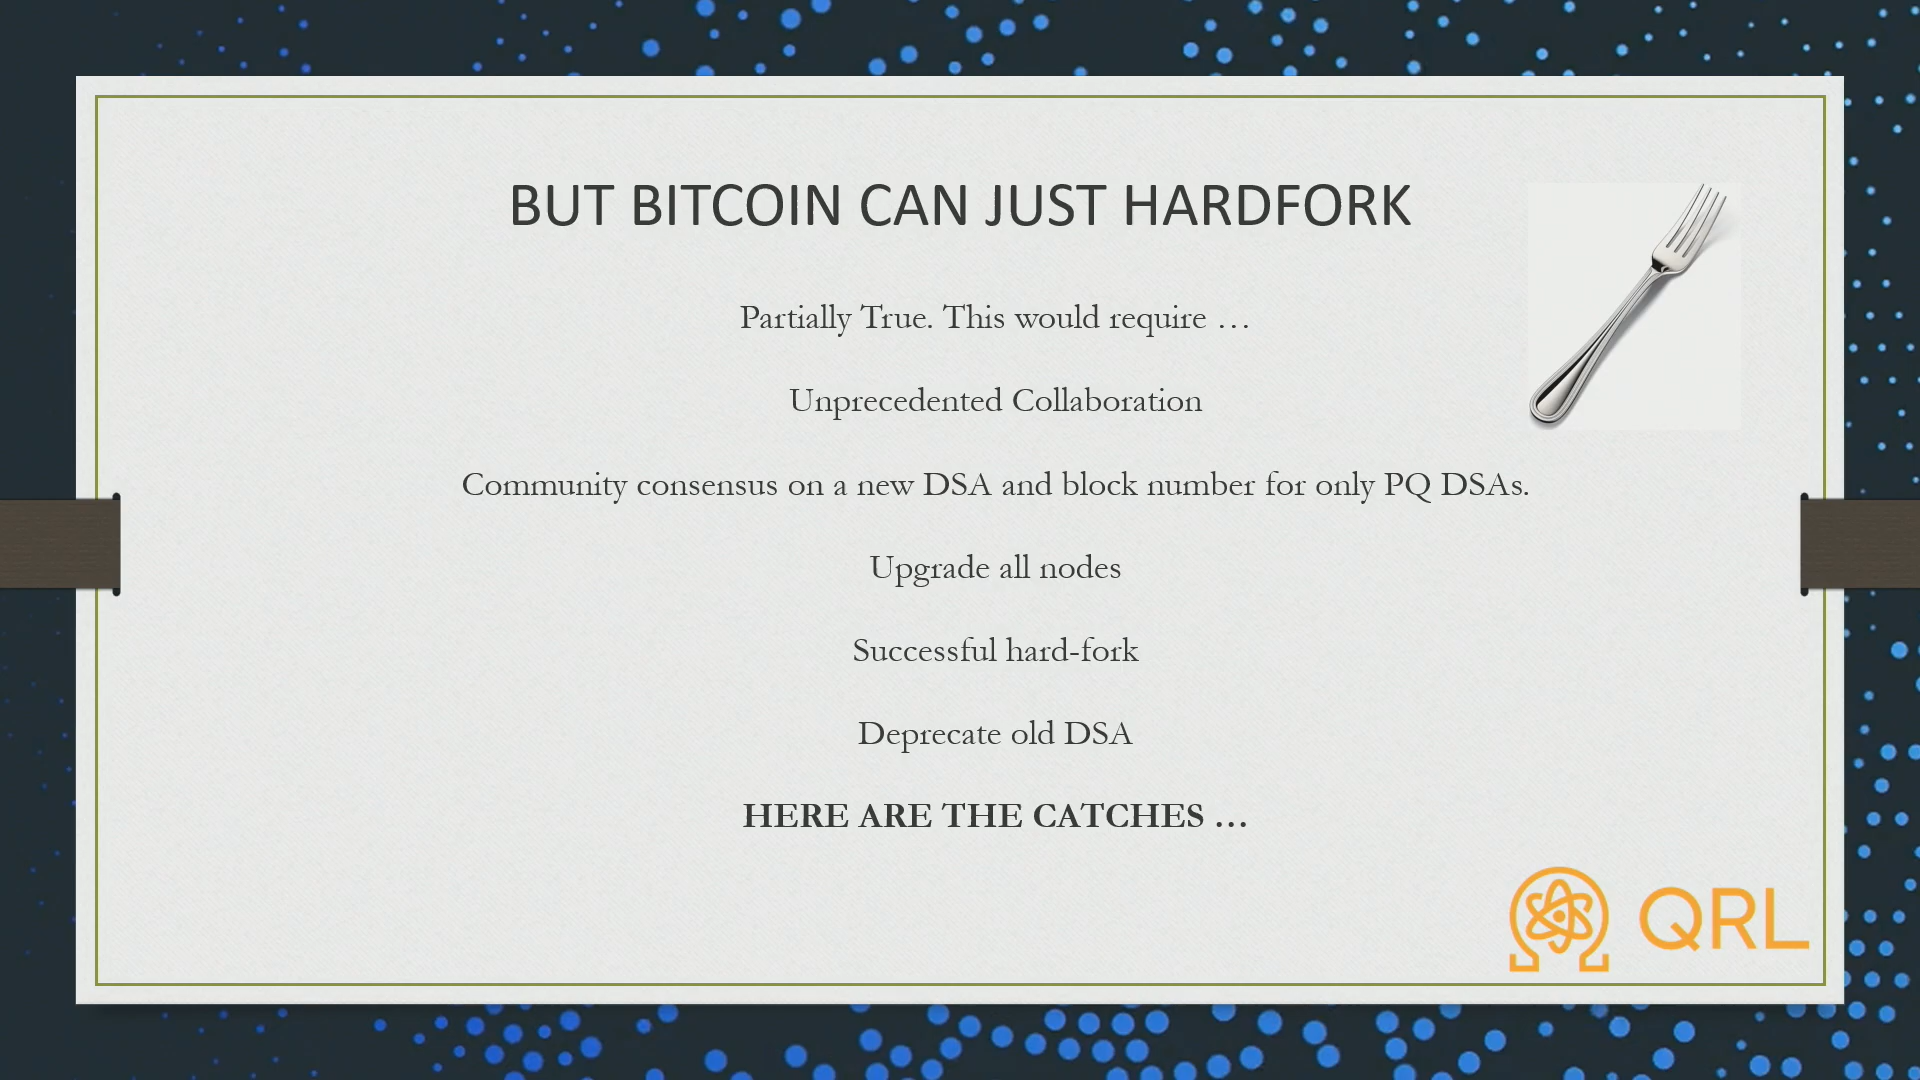 BUT BITCOIN CAN JUST HARDFORK
Partially True. This would require …
Unprecedented Collaboration
Community consensus on a new DSA and block number for only PQ DSAs.
Upgrade all nodes
Successful hard-fork
Deprecate old DSA
HERE ARE THE CATCHES …
QRL